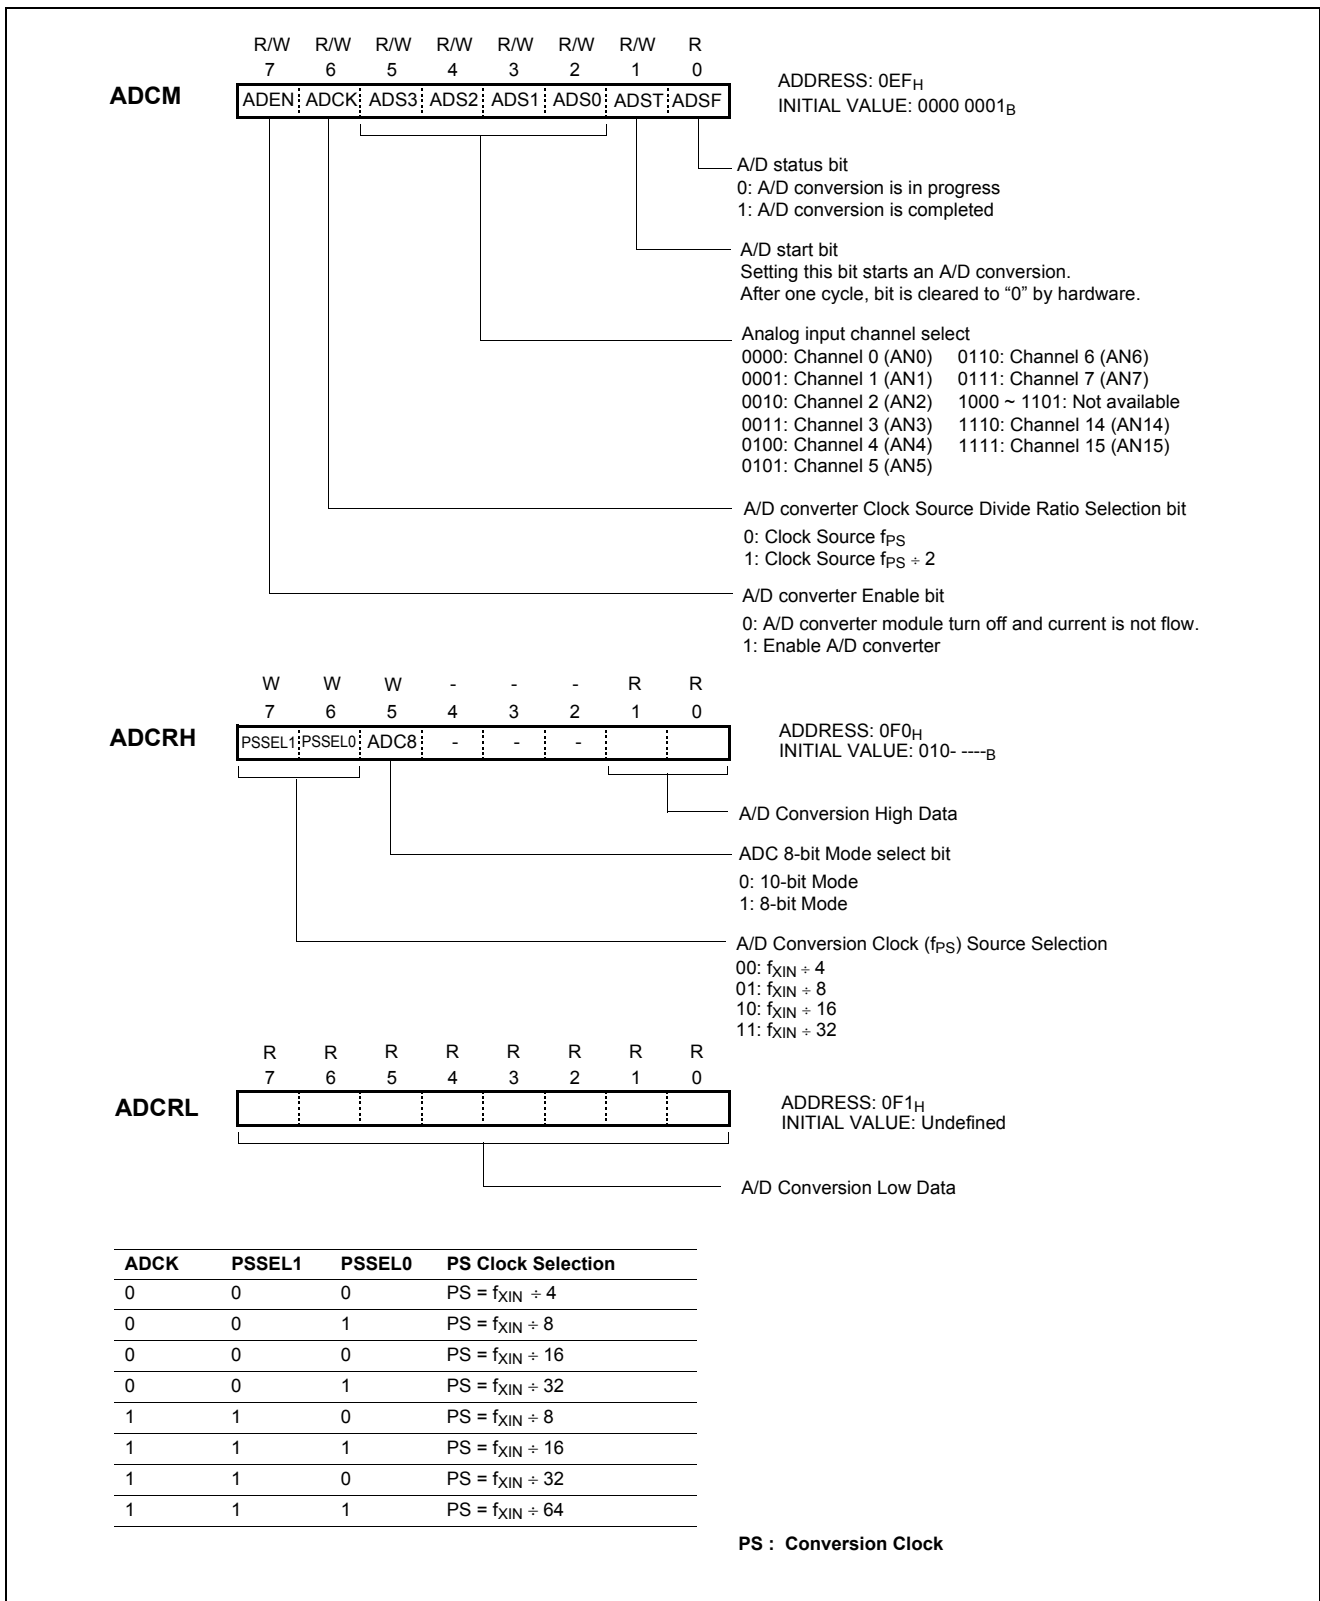 R/W R/W R/W R/W R/W R/W R/W R
7 6 5 4 3 2 1 0
ADCM
ADEN ADCK ADS3 ADS2 ADS1 ADS0 ADST ADSF
ADDRESS: 0EFH
INITIAL VALUE: 0000 0001B
A/D status bit
0: A/D conversion is in progress
1: A/D conversion is completed
A/D start bit
Setting this bit starts an A/D conversion.
After one cycle, bit is cleared to “0” by hardware.
Analog input channel select
0000: Channel 0 (AN0) 0110: Channel 6 (AN6)
0001: Channel 1 (AN1) 0111: Channel 7 (AN7)
0010: Channel 2 (AN2) 1000 ~ 1101: Not available
0011: Channel 3 (AN3) 1110: Channel 14 (AN14)
0100: Channel 4 (AN4) 1111: Channel 15 (AN15)
0101: Channel 5 (AN5)
A/D converter Clock Source Divide Ratio Selection bit
0: Clock Source fPS
1: Clock Source fPS ÷ 2
A/D converter Enable bit
0: A/D converter module turn off and current is not flow.
1: Enable A/D converter
W W W - - - R R
7 6 5 4 3 2 1 0
ADCRH
PSSEL1 PSSEL0 ADC8 - - -
ADDRESS: 0F0H
INITIAL VALUE: 010- ----B
A/D Conversion High Data
ADC 8-bit Mode select bit
0: 10-bit Mode
1: 8-bit Mode
A/D Conversion Clock (fPS) Source Selection
00: fXIN ÷ 4
01: fXIN ÷ 8
10: fXIN ÷ 16
11: fXIN ÷ 32
R R R R R R R R
7 6 5 4 3 2 1 0
ADCRL
ADDRESS: 0F1H
INITIAL VALUE: Undefined
A/D Conversion Low Data
ADCK PSSEL1 PSSEL0 PS Clock Selection
0 0 0 PS = fXIN ÷ 4
0 0 1 PS = fXIN ÷ 8
0 0 0 PS = fXIN ÷ 16
0 0 1 PS = fXIN ÷ 32
1 1 0 PS = fXIN ÷ 8
1 1 1 PS = fXIN ÷ 16
1 1 0 PS = fXIN ÷ 32
1 1 1 PS = fXIN ÷ 64
PS : Conversion Clock